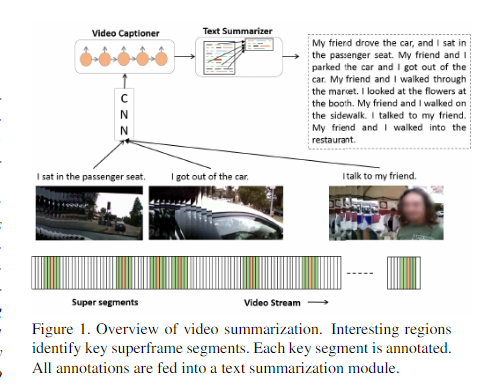 Video Captioner
Text Summarizer
My friend drove the car, and I sat in
the passenger seat. My friend and I
parked the car and I got out of the
car. My friend and I walked through
the market. I looked at the flowers at
the booth. My friend and I walked on
the sidewalk. I talked to my friend.
My friend and I walked into the
restaurant.
C
N
N
I sat in the passenger seat.
I got out of the car.
I talk to my friend.
Super segments
Video Stream
Figure 1. Overview of video summarization. Interesting regions
identify key superframe segments. Each key segment is annotated.
All annotations are fed into a text summarization module.